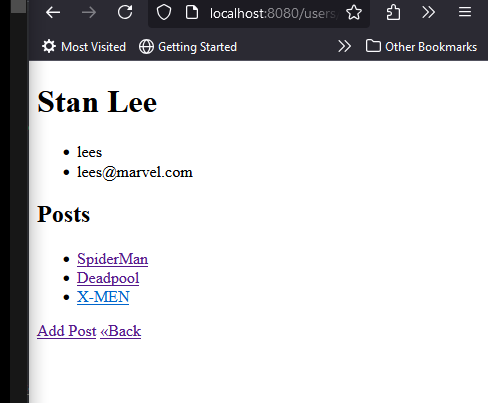 localhost:8080/users
Most Visited Getting Started Other Bookmarks
Stan Lee
lees
lees@marvel.com
Posts
SpiderMan
Deadpool
X-MEN
Add Post «Back